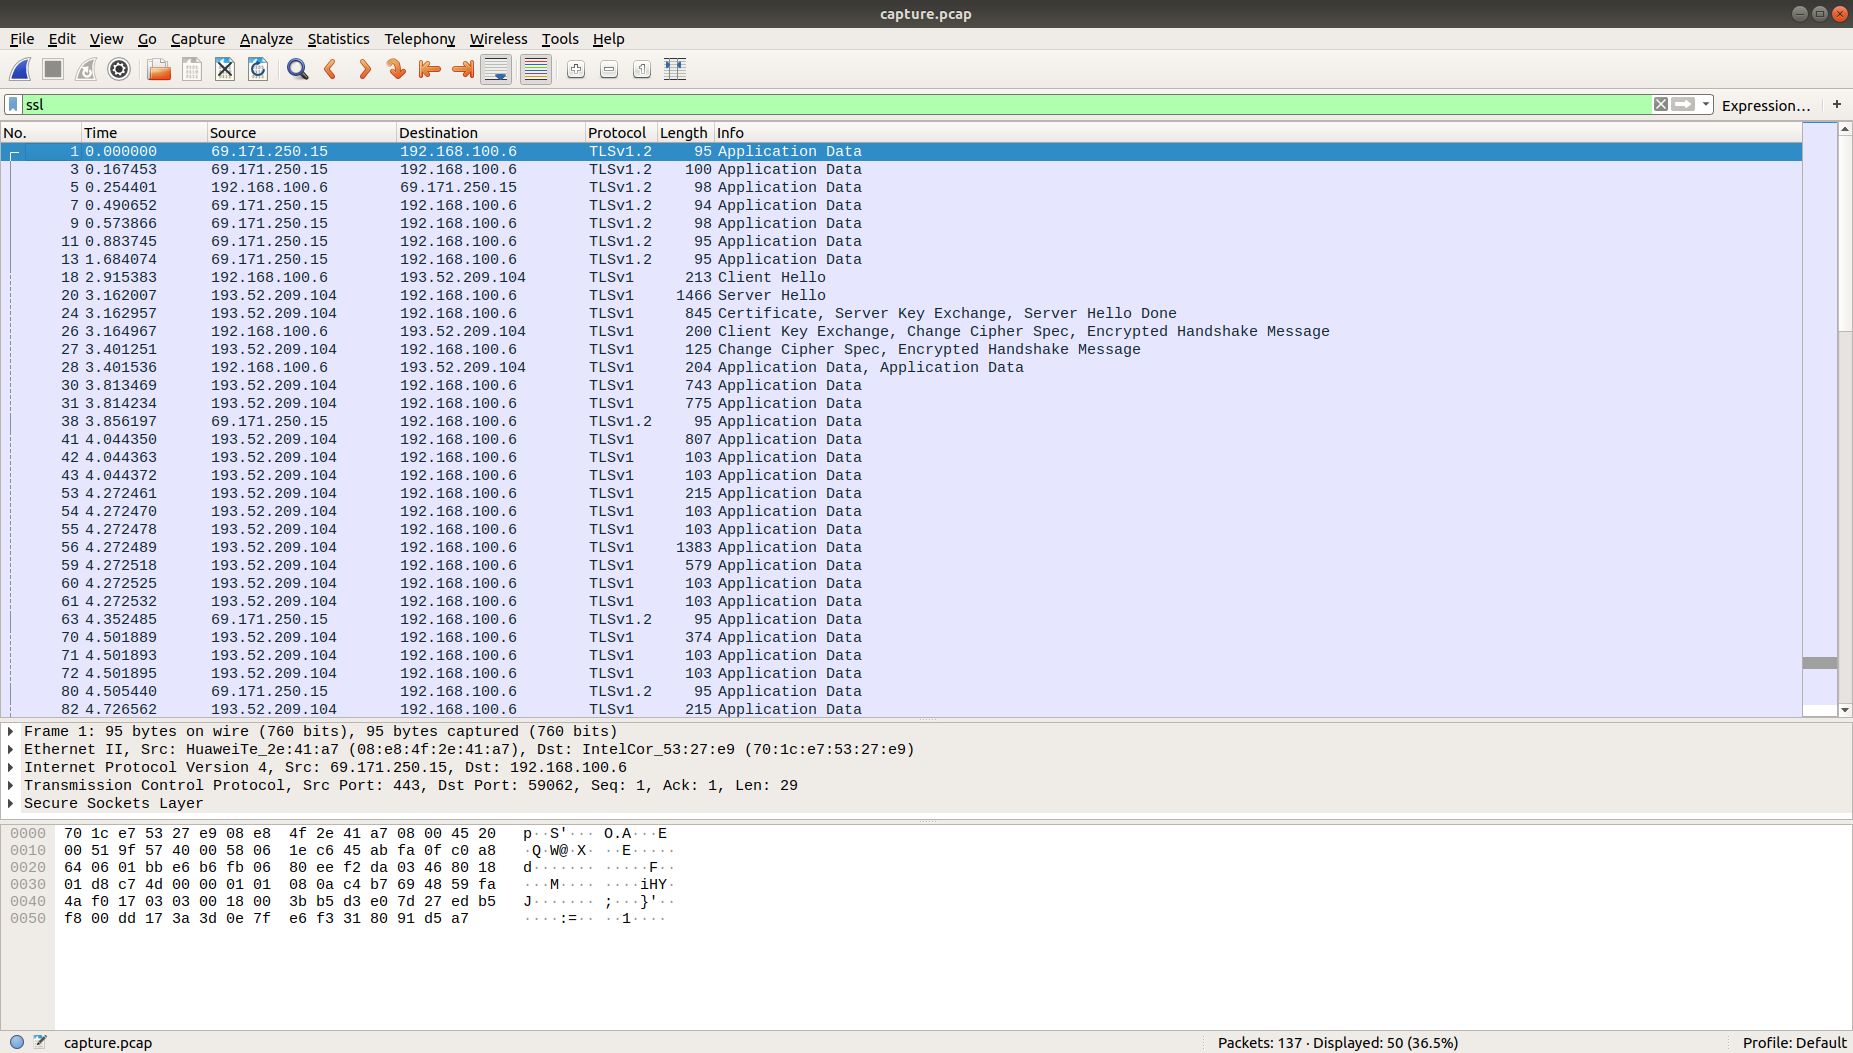 capture.pcap
File Edit View Go Capture Analyze Statistics Telephony Wireless Tools Help
ssl Expression… +
No. Time Source Destination Protocol Length Info
1 0.000000 69.171.250.15 192.168.100.6 TLSv1.2 95 Application Data
3 0.167453 69.171.250.15 192.168.100.6 TLSv1.2 100 Application Data
5 0.254401 192.168.100.6 69.171.250.15 TLSv1.2 98 Application Data
7 0.490652 69.171.250.15 192.168.100.6 TLSv1.2 94 Application Data
9 0.573866 69.171.250.15 192.168.100.6 TLSv1.2 98 Application Data
11 0.883745 69.171.250.15 192.168.100.6 TLSv1.2 95 Application Data
13 1.684074 69.171.250.15 192.168.100.6 TLSv1.2 95 Application Data
18 2.915383 192.168.100.6 193.52.209.104 TLSv1 213 Client Hello
20 3.162007 193.52.209.104 192.168.100.6 TLSv1 1466 Server Hello
24 3.162957 193.52.209.104 192.168.100.6 TLSv1 845 Certificate, Server Key Exchange, Server Hello Done
26 3.164967 192.168.100.6 193.52.209.104 TLSv1 200 Client Key Exchange, Change Cipher Spec, Encrypted Handshake Message
27 3.401251 193.52.209.104 192.168.100.6 TLSv1 125 Change Cipher Spec, Encrypted Handshake Message
28 3.401536 192.168.100.6 193.52.209.104 TLSv1 204 Application Data, Application Data
30 3.813469 193.52.209.104 192.168.100.6 TLSv1 743 Application Data
31 3.814234 193.52.209.104 192.168.100.6 TLSv1 775 Application Data
38 3.856197 69.171.250.15 192.168.100.6 TLSv1.2 95 Application Data
41 4.044350 193.52.209.104 192.168.100.6 TLSv1 807 Application Data
42 4.044363 193.52.209.104 192.168.100.6 TLSv1 103 Application Data
43 4.044372 193.52.209.104 192.168.100.6 TLSv1 103 Application Data
53 4.272461 193.52.209.104 192.168.100.6 TLSv1 215 Application Data
54 4.272470 193.52.209.104 192.168.100.6 TLSv1 103 Application Data
55 4.272478 193.52.209.104 192.168.100.6 TLSv1 103 Application Data
56 4.272489 193.52.209.104 192.168.100.6 TLSv1 1383 Application Data
59 4.272518 193.52.209.104 192.168.100.6 TLSv1 579 Application Data
60 4.272525 193.52.209.104 192.168.100.6 TLSv1 103 Application Data
61 4.272532 193.52.209.104 192.168.100.6 TLSv1 103 Application Data
63 4.352485 69.171.250.15 192.168.100.6 TLSv1.2 95 Application Data
70 4.501889 193.52.209.104 192.168.100.6 TLSv1 374 Application Data
71 4.501893 193.52.209.104 192.168.100.6 TLSv1 103 Application Data
72 4.501895 193.52.209.104 192.168.100.6 TLSv1 103 Application Data
80 4.505440 69.171.250.15 192.168.100.6 TLSv1.2 95 Application Data
82 4.726562 193.52.209.104 192.168.100.6 TLSv1 215 Application Data
Frame 1: 95 bytes on wire (760 bits), 95 bytes captured (760 bits)
Ethernet II, Src: HuaweiTe_2e:41:a7 (08:e8:4f:2e:41:a7), Dst: IntelCor_53:27:e9 (70:1c:e7:53:27:e9)
Internet Protocol Version 4, Src: 69.171.250.15, Dst: 192.168.100.6
Transmission Control Protocol, Src Port: 443, Dst Port: 59062, Seq: 1, Ack: 1, Len: 29
Secure Sockets Layer
0000 70 1c e7 53 27 e9 08 e8 4f 2e 41 a7 08 00 45 20 p··S'··· O.A···E
0010 00 51 9f 57 40 00 58 06 1e c6 45 ab fa 0f c0 a8 ·Q·W@·X· ··E·····
0020 64 06 01 bb e6 b6 fb 06 80 ee f2 da 03 46 80 18 d······· ·····F··
0030 01 d8 c7 4d 00 00 01 01 08 0a c4 b7 69 48 59 fa ···M···· ····iHY·
0040 4a f0 17 03 03 00 18 00 3b b5 d3 e0 7d 27 ed b5 J······· ;···}'··
0050 f8 00 dd 17 3a 3d 0e 7f e6 f3 31 80 91 d5 a7 ····:=·· ··1····
capture.pcap Packets: 137 · Displayed: 50 (36.5%) Profile: Default